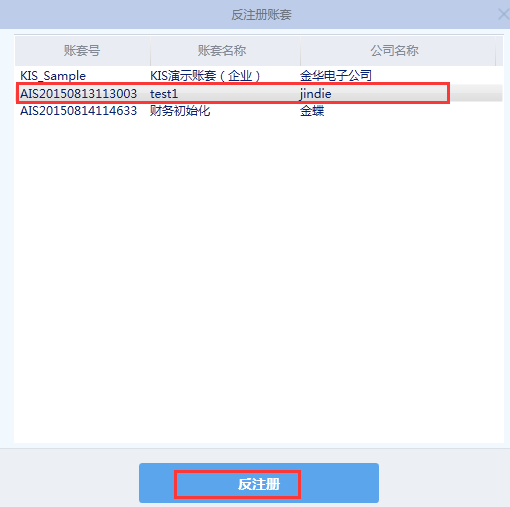 反注册账套
账套号 账套名称 公司名称
KIS_Sample KIS演示账套（企业） 金华电子公司
AIS20150813113003 test1 jindie
AIS20150814114633 财务初始化 金蝶
反注册